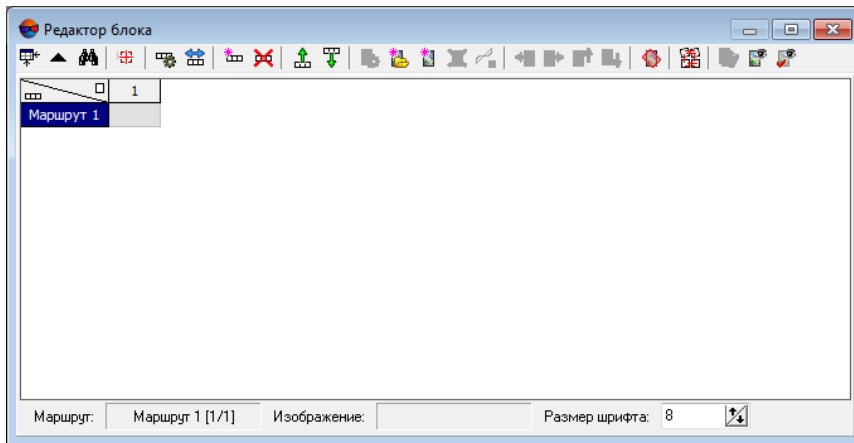 Редактор блока
1
Маршрут 1
Маршрут: Маршрут 1 [1/1] Изображение: Размер шрифта: 8